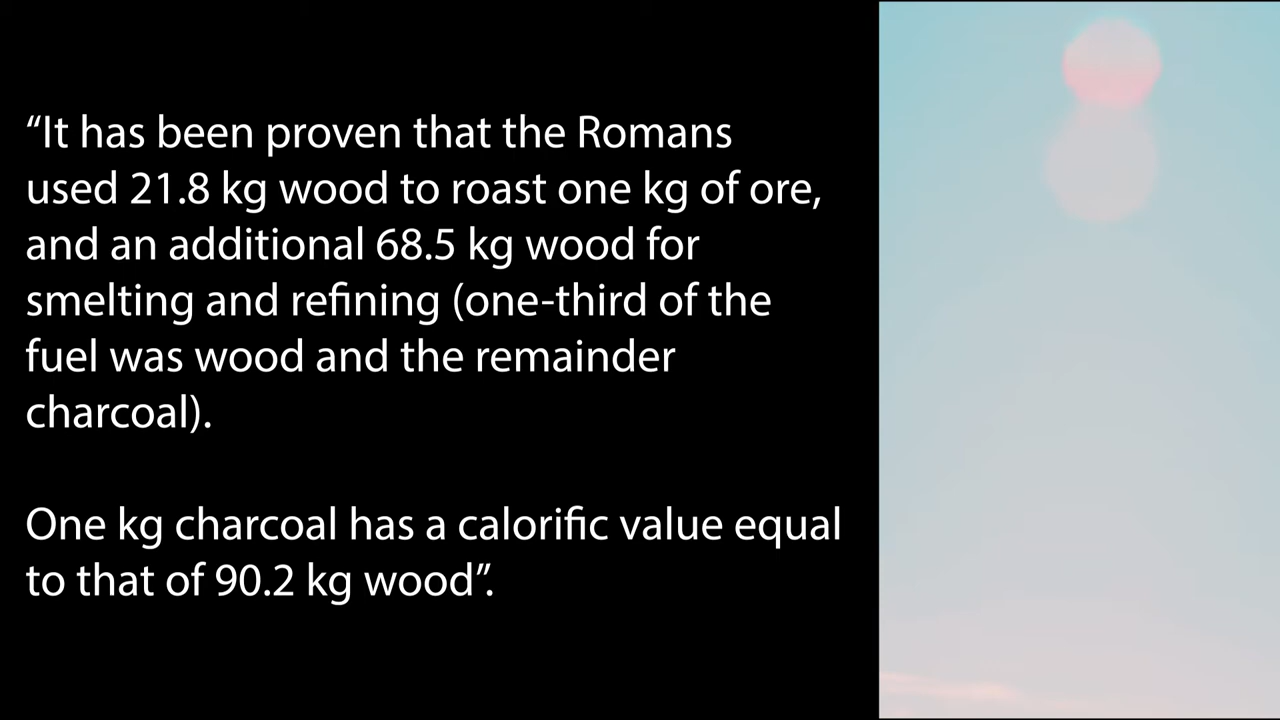 “It has been proven that the Romans
used 21.8 kg wood to roast one kg of ore,
and an additional 68.5 kg wood for
smelting and refining (one-third of the
fuel was wood and the remainder
charcoal).
One kg charcoal has a calorific value equal
to that of 90.2 kg wood”.